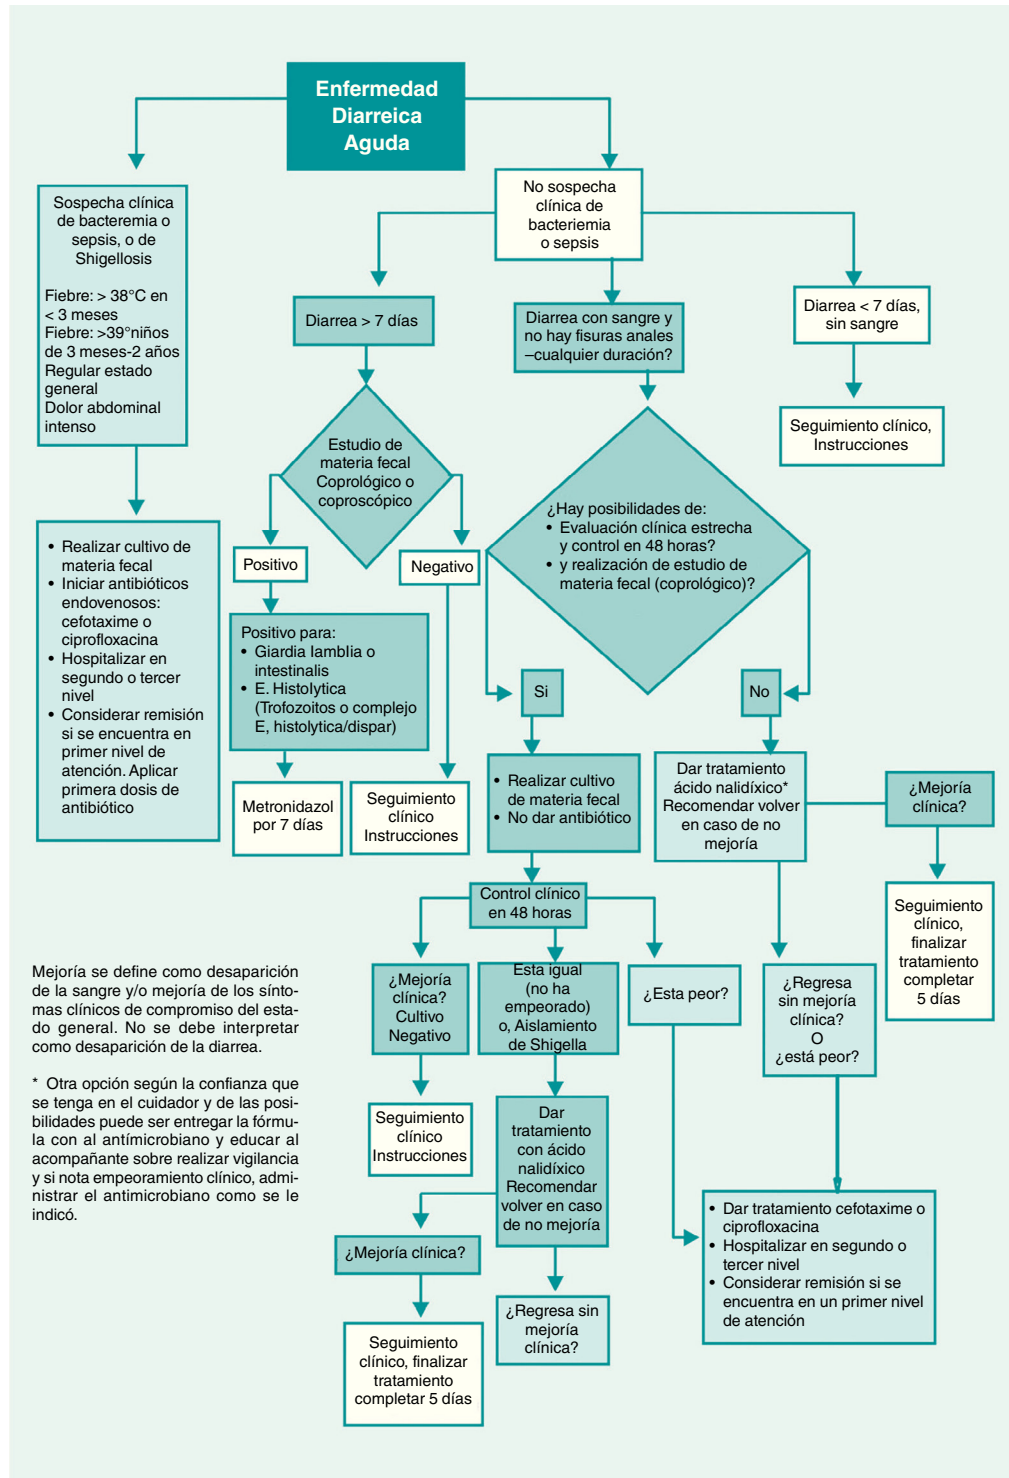 Enfermedad
Diarreica
Aguda
Sospecha clínica
de bacteremia o
sepsis, o de
Shigellosis
Fiebre: > 38°C en
< 3 meses
Fiebre: >39°niños
de 3 meses-2 años
Regular estado
general
Dolor abdominal
intenso
• Realizar cultivo de
materia fecal
• Iniciar antibióticos
endovenosos:
cefotaxime o
ciprofloxacina
• Hospitalizar en
segundo o tercer
nivel
• Considerar remisión
si se encuentra en
primer nivel de
atención. Aplicar
primera dosis de
antibiótico
No sospecha
clínica de
bacteriemia
o sepsis
Diarrea > 7 días
Estudio de
materia fecal
Coprológico o
coproscópico
Positivo
Negativo
Positivo para:
• Giardia lamblia o
intestinalis
• E. Histolytica
(Trofozoitos o complejo
E, histolytica/dispar)
Metronidazol
por 7 días
Seguimiento
clínico
Instrucciones
Diarrea con sangre y
no hay fisuras anales
–cualquier duración?
¿Hay posibilidades de:
• Evaluación clínica estrecha
y control en 48 horas?
• y realización de estudio de
materia fecal (coprológico)?
Si
No
• Realizar cultivo
de materia fecal
• No dar antibiótico
Control clínico
en 48 horas
¿Mejoría
clínica?
Cultivo
Negativo
Seguimiento
clínico
Instrucciones
Esta igual
(no ha
empeorado)
o, Aislamiento
de Shigella
Dar
tratamiento
con ácido
nalidíxico
Recomendar
volver en caso
de no mejoría
¿Mejoría clínica?
Seguimiento
clínico, finalizar
tratamiento
completar 5 días
¿Regresa sin
mejoría
clínica?
¿Esta peor?
Dar tratamiento
ácido nalidíxico*
Recomendar volver
en caso de no
mejoría
¿Mejoría
clínica?
Seguimiento
clínico,
finalizar
tratamiento
completar
5 días
¿Regresa
sin mejoría
clínica?
O
¿está peor?
• Dar tratamiento cefotaxime o
ciprofloxacina
• Hospitalizar en segundo o
tercer nivel
• Considerar remisión si se
encuentra en un primer nivel
de atención
Diarrea < 7 días,
sin sangre
Seguimiento clínico,
Instrucciones
Mejoría se define como desaparición
de la sangre y/o mejoría de los sínto-
mas clínicos de compromiso del esta-
do general. No se debe interpretar
como desaparición de la diarrea.
* Otra opción según la confianza que
se tenga en el cuidador y de las posi-
bilidades puede ser entregar la fórmu-
la con al antímicrobiano y educar al
acompañante sobre realizar vigilancia
y si nota empeoramiento clínico, admi-
nistrar el antimicrobiano como se le
indicó.